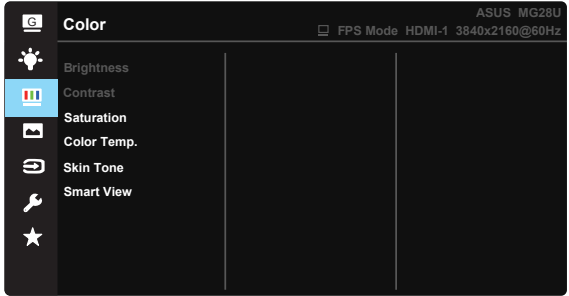 G
Color
ASUS MG28U
FPS Mode HDMI-1 3840x2160@60Hz
Brightness
Contrast
Saturation
Color Temp.
Skin Tone
Smart View